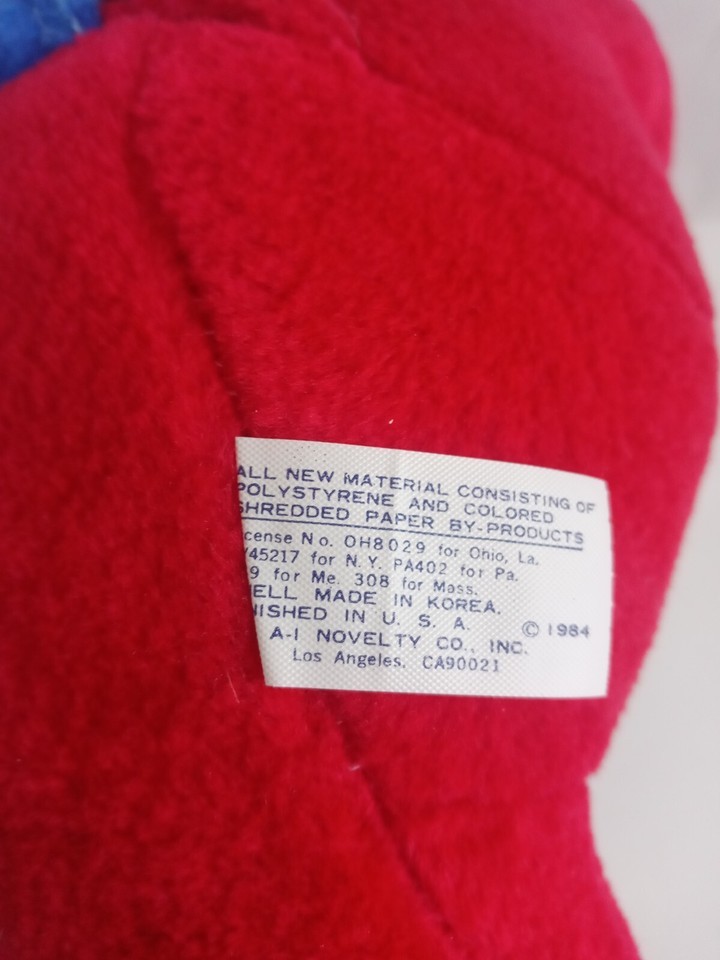 ALL NEW MATERIAL CONSISTING OF
POLYSTYRENE AND COLORED
SHREDDED PAPER BY-PRODUCTS
cense No. OH8029 for Ohio, La.
45217 for N.Y. PA402 for Pa.
9 for Me. 308 for Mass.
ELL MADE IN KOREA.
NISHED IN U. S. A.
© 1984
A-I NOVELTY CO., INC.
Los Angeles, CA90021